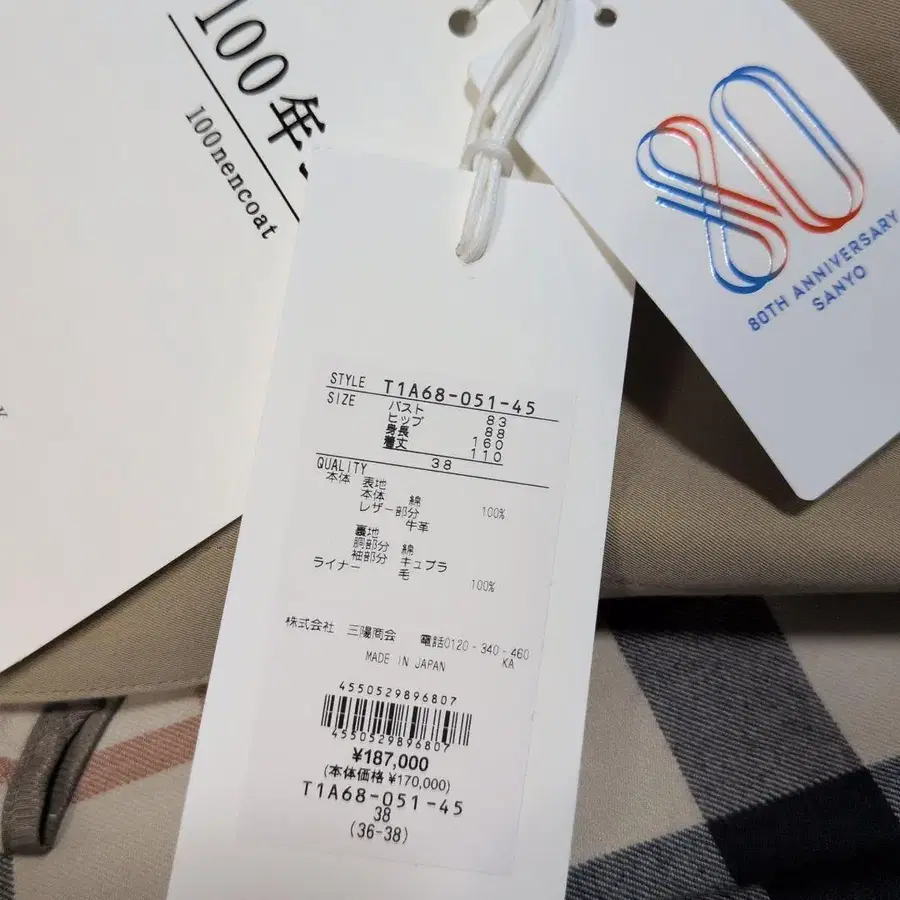 100年
100nencoat
80
80TH ANNIVERSARY
SANYO
STYLE T1A68-051-45
SIZE バスト 83
ヒップ 88
身長 160
着丈 110
38
QUALITY
本体 表地
本体 綿 100%
レザー部分
牛革
裏地
胴部分 綿
袖部分 キュプラ
ライナー 毛 100%
株式会社 三陽商会 電話0120-340-460
MADE IN JAPAN KA
4550529896807
4550529896807
¥187,000
(本体価格 ¥170,000)
T1A68-051-45
38
(36-38)